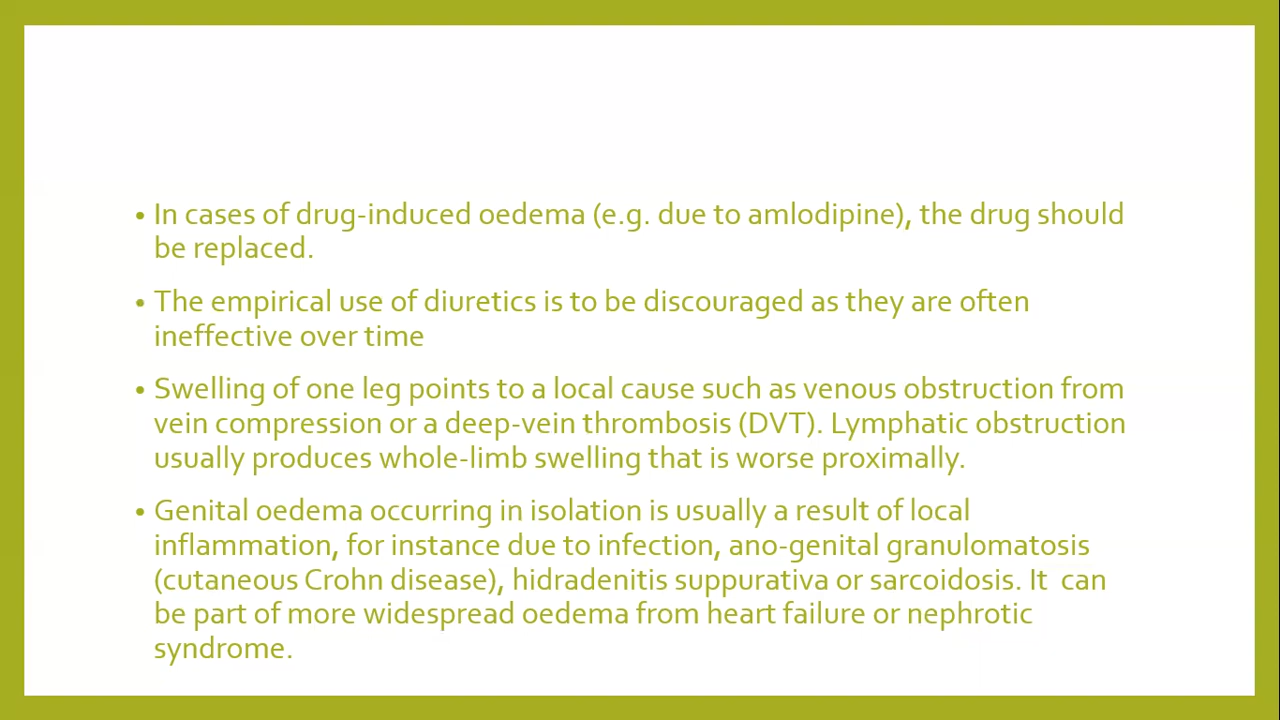 • In cases of drug-induced oedema (e.g. due to amlodipine), the drug should
be replaced.
• The empirical use of diuretics is to be discouraged as they are often
ineffective over time
• Swelling of one leg points to a local cause such as venous obstruction from
vein compression or a deep-vein thrombosis (DVT). Lymphatic obstruction
usually produces whole-limb swelling that is worse proximally.
• Genital oedema occurring in isolation is usually a result of local
inflammation, for instance due to infection, ano-genital granulomatosis
(cutaneous Crohn disease), hidradenitis suppurativa or sarcoidosis. It  can
be part of more widespread oedema from heart failure or nephrotic
syndrome.